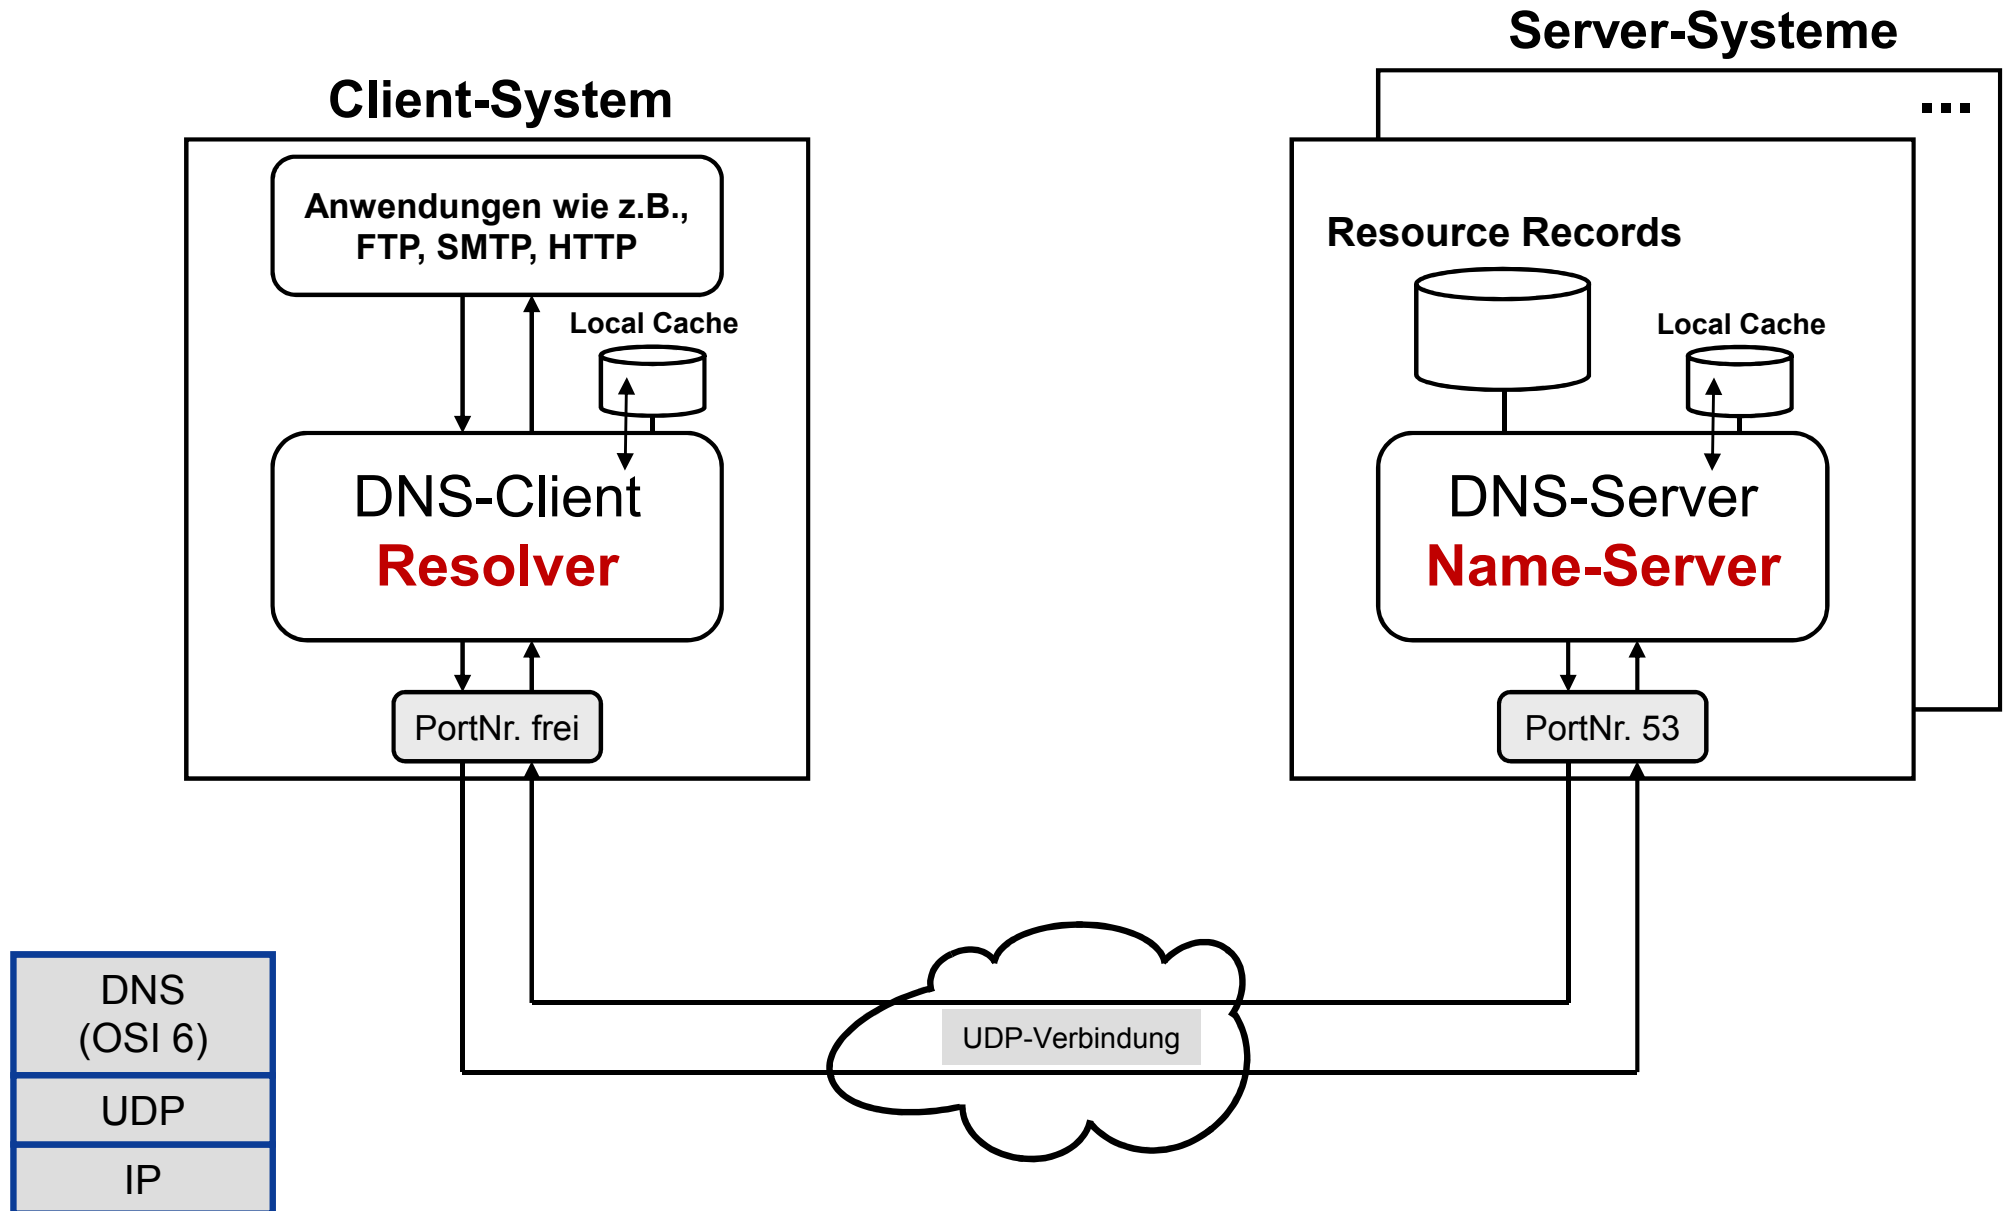 Server-Systeme
Client-System
...
Anwendungen wie z.B.,
FTP, SMTP, HTTP
Local Cache
DNS-Client
Resolver
PortNr. frei
Resource Records
Local Cache
DNS-Server
Name-Server
PortNr. 53
UDP-Verbindung
DNS
(OSI 6)
UDP
IP